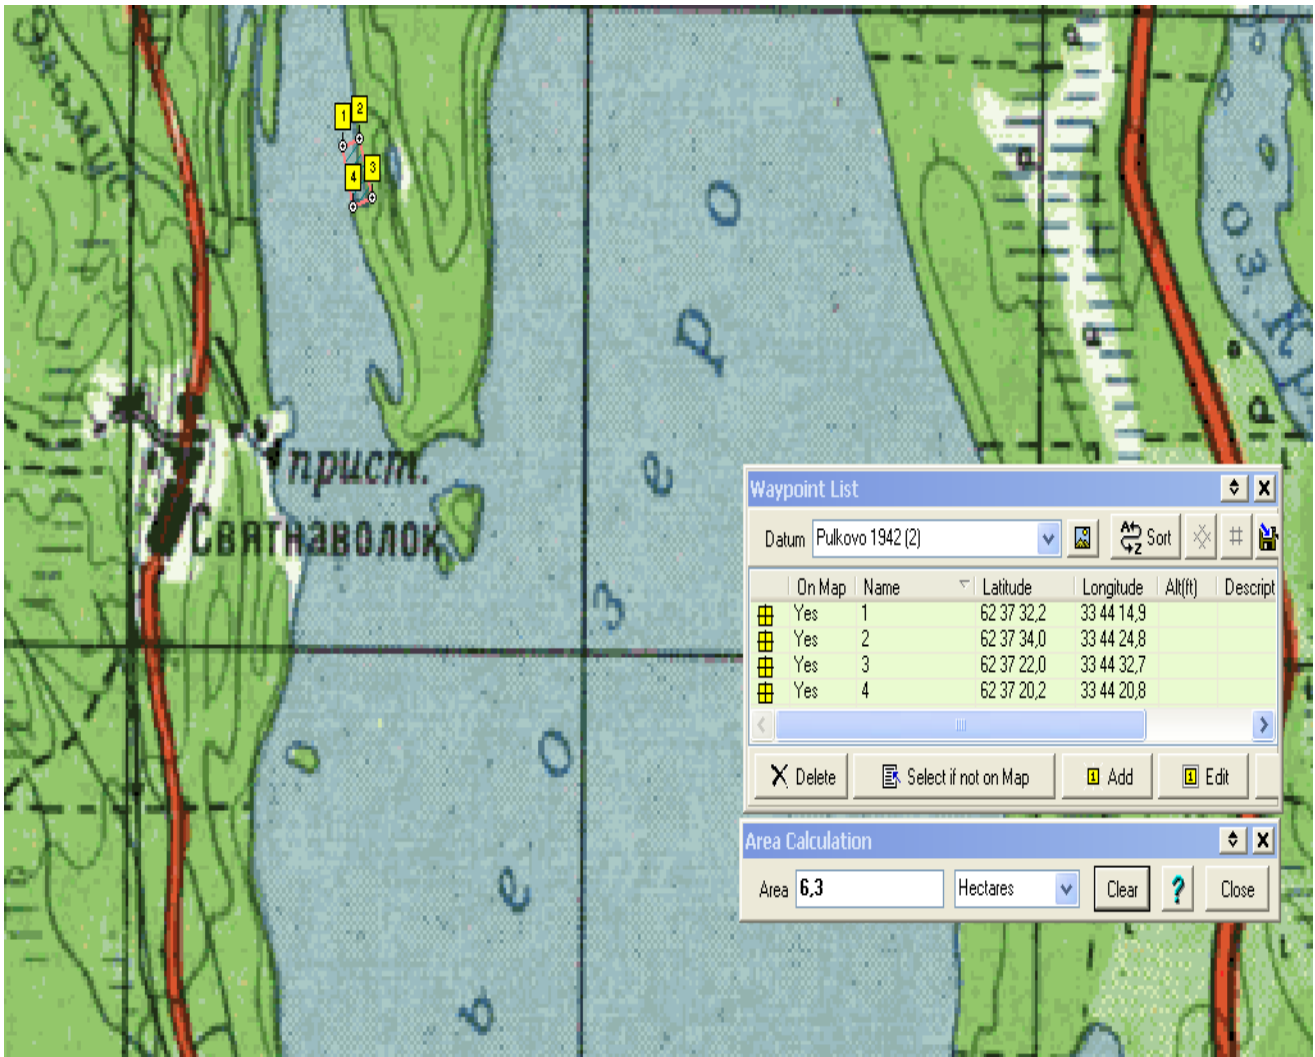 Эльмис
1 2
4 3
о
р
е
з
О
е
в
оз. К
р
р
р
р
н
прист.
Святнаволок
Waypoint List
Datum Pulkovo 1942 (2) Sort
On Map Name Latitude Longitude Alt(ft) Descript
Yes 1 62 37 32,2 33 44 14,9
Yes 2 62 37 34,0 33 44 24,8
Yes 3 62 37 22,0 33 44 32,7
Yes 4 62 37 20,2 33 44 20,8
Delete Select if not on Map Add Edit
Area Calculation
Area 6,3 Hectares Clear ? Close